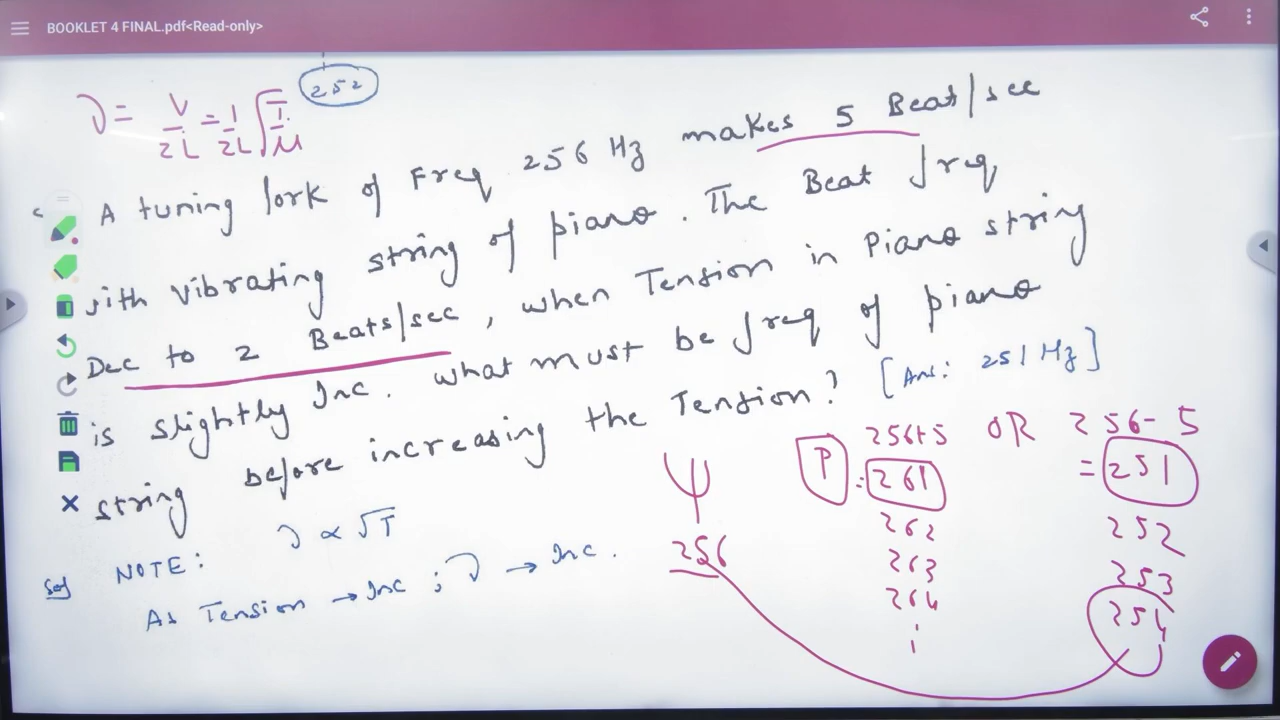 BOOKLET 4 FINAL.pdf<Read-only>
252
ν = V/2L = 1/2L √T/μ
A tuning fork of Freq 256 Hz makes 5 Beat/sec
with vibrating string of piano. The Beat freq
Dec to 2 Beats/sec, when Tension in Piano string
is slightly Inc. what must be freq of piano
string before increasing the Tension? [Ans: 251 Hz]
P 256+5 OR 256-5
= 261 = 251
256 262 252
263 253
264 254
Sol NOTE: ν ∝ √T
As Tension → Inc ; ν → Inc.